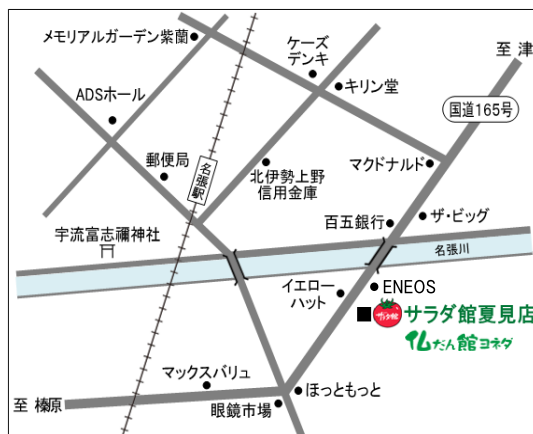 メモリアルガーデン紫蘭
ケーズ
デンキ
至 津
キリン堂
ADSホール
国道165号
郵便局
名張駅
北伊勢上野
信用金庫
マクドナルド
百五銀行
ザ・ビッグ
宇流冨志禰神社
名張川
イエロー
ハット
ENEOS
サラダ館
サラダ館夏見店
仏だん館ヨネダ
マックスバリュ
ほっともっと
至 榛原
眼鏡市場